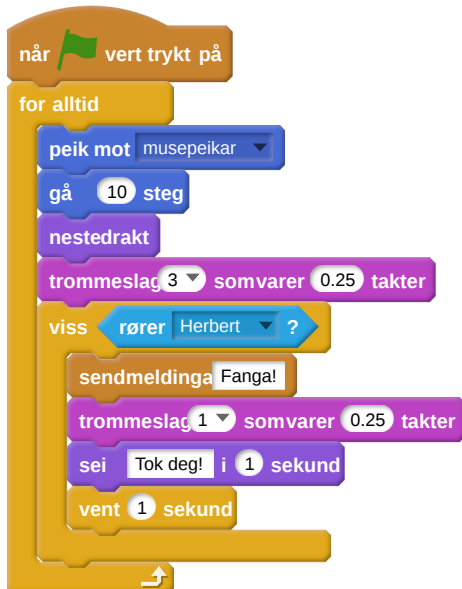 når vert trykt på
for alltid
peik mot musepeikar
gå 10 steg
nestedrakt
trommeslag 3 somvarer 0.25 takter
viss rører Herbert ?
sendmeldinga Fanga!
trommeslag 1 somvarer 0.25 takter
sei Tok deg! i 1 sekund
vent 1 sekund